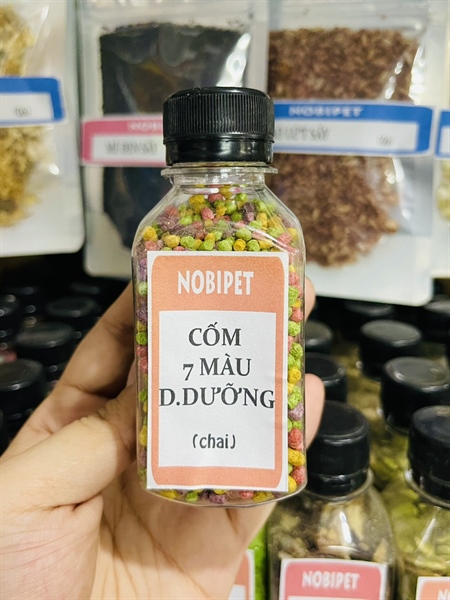 NOBIPET
NOBIPET
CỐM
7 MÀU
D.DƯỠNG
(chai)
NOBIPET